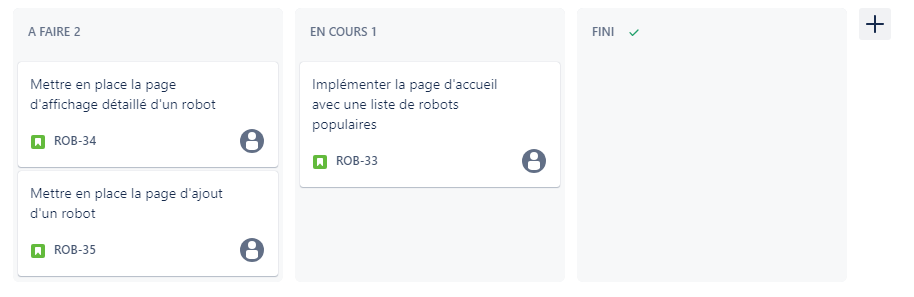 A FAIRE 2
Mettre en place la page
d'affichage détaillé d'un robot
ROB-34
Mettre en place la page d'ajout
d'un robot
ROB-35
EN COURS 1
Implémenter la page d'accueil
avec une liste de robots
populaires
ROB-33
FINI